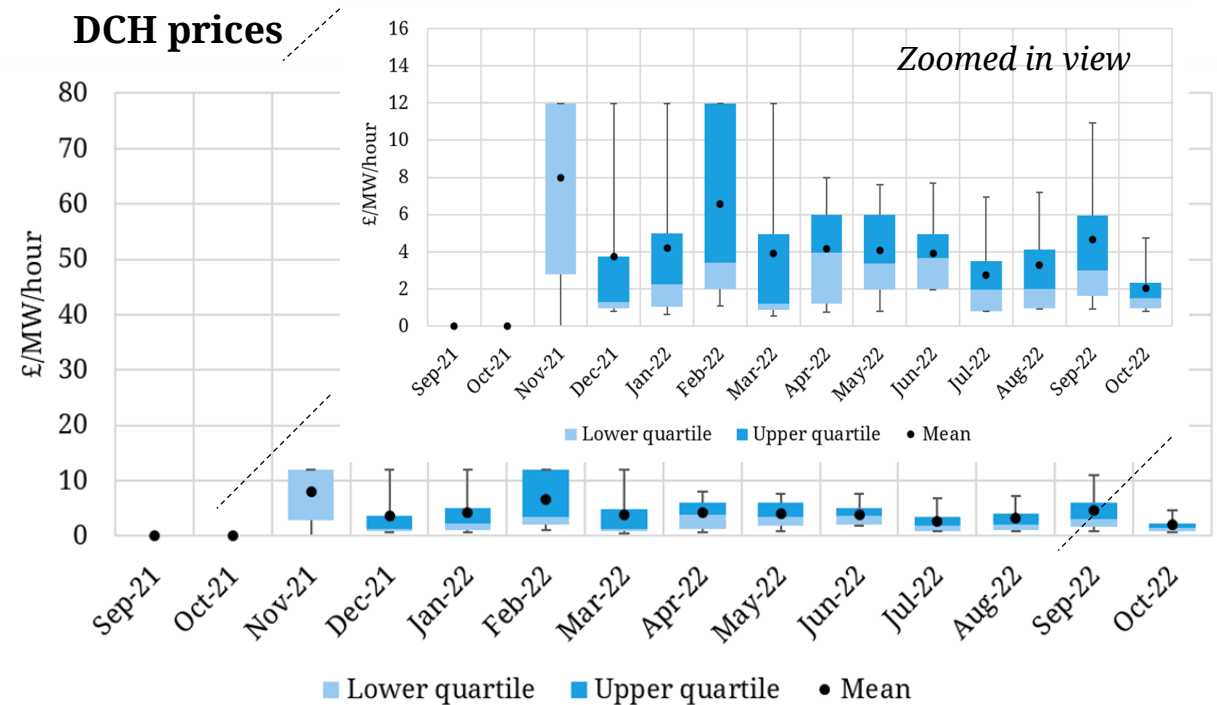 DCH prices
Zoomed in view
£/MW/hour
16
14
12
10
8
6
4
2
0
Sep-21 Oct-21 Nov-21 Dec-21 Jan-22 Feb-22 Mar-22 Apr-22 May-22 Jun-22 Jul-22 Aug-22 Sep-22 Oct-22
Lower quartile Upper quartile Mean
£/MW/hour
80
70
60
50
40
30
20
10
0
Sep-21 Oct-21 Nov-21 Dec-21 Jan-22 Feb-22 Mar-22 Apr-22 May-22 Jun-22 Jul-22 Aug-22 Sep-22 Oct-22
Lower quartile Upper quartile Mean